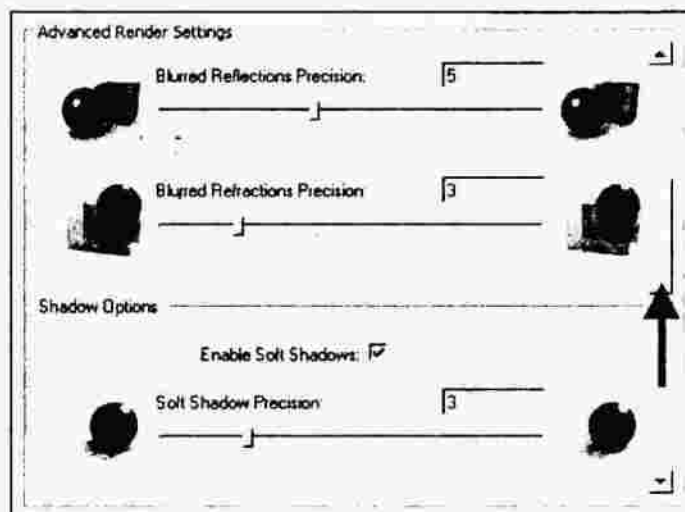 Advanced Render Settings
Blurred Reflections Precision: 5
Blurred Refractions Precision: 3
Shadow Options
Enable Soft Shadows:
Soft Shadow Precision: 3